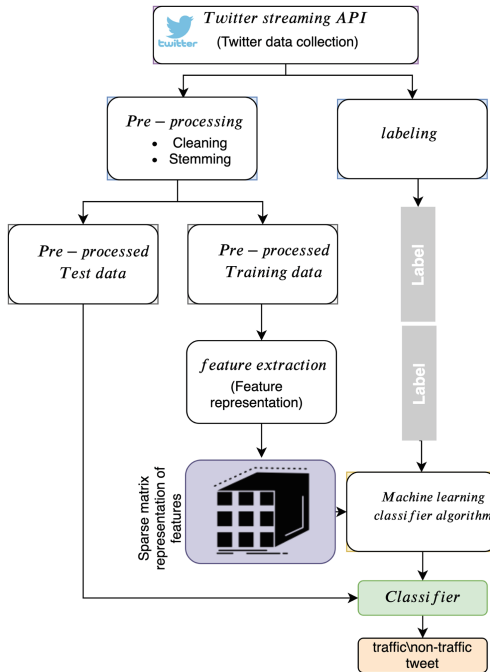 Twitter streaming API
twitter
(Twitter data collection)
Pre − processing
• Cleaning
• Stemming
labeling
Pre − processed
Test data
Pre − processed
Training data
Label
feature extraction
(Feature
representation)
Label
Sparse matrix
representation of
features
Machine learning
classifier algorithm
Classifier
traffic\non-traffic
tweet